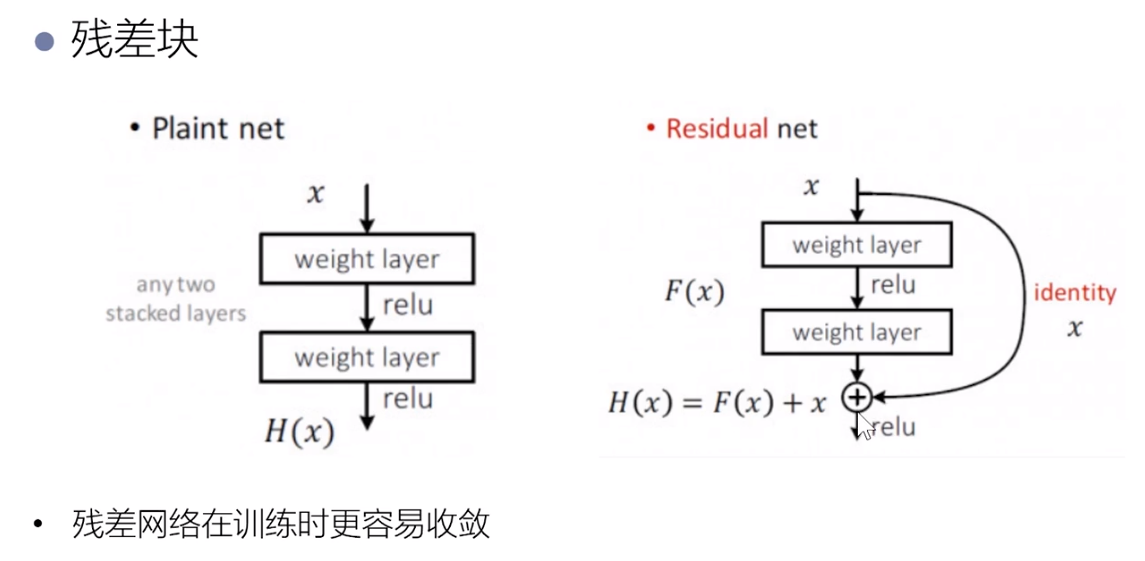 残差块
• Plaint net
x
weight layer
any two
stacked layers
relu
weight layer
relu
H(x)
• Residual net
x
weight layer
F(x)
relu
identity
x
weight layer
H(x) = F(x) + x
relu
• 残差网络在训练时更容易收敛